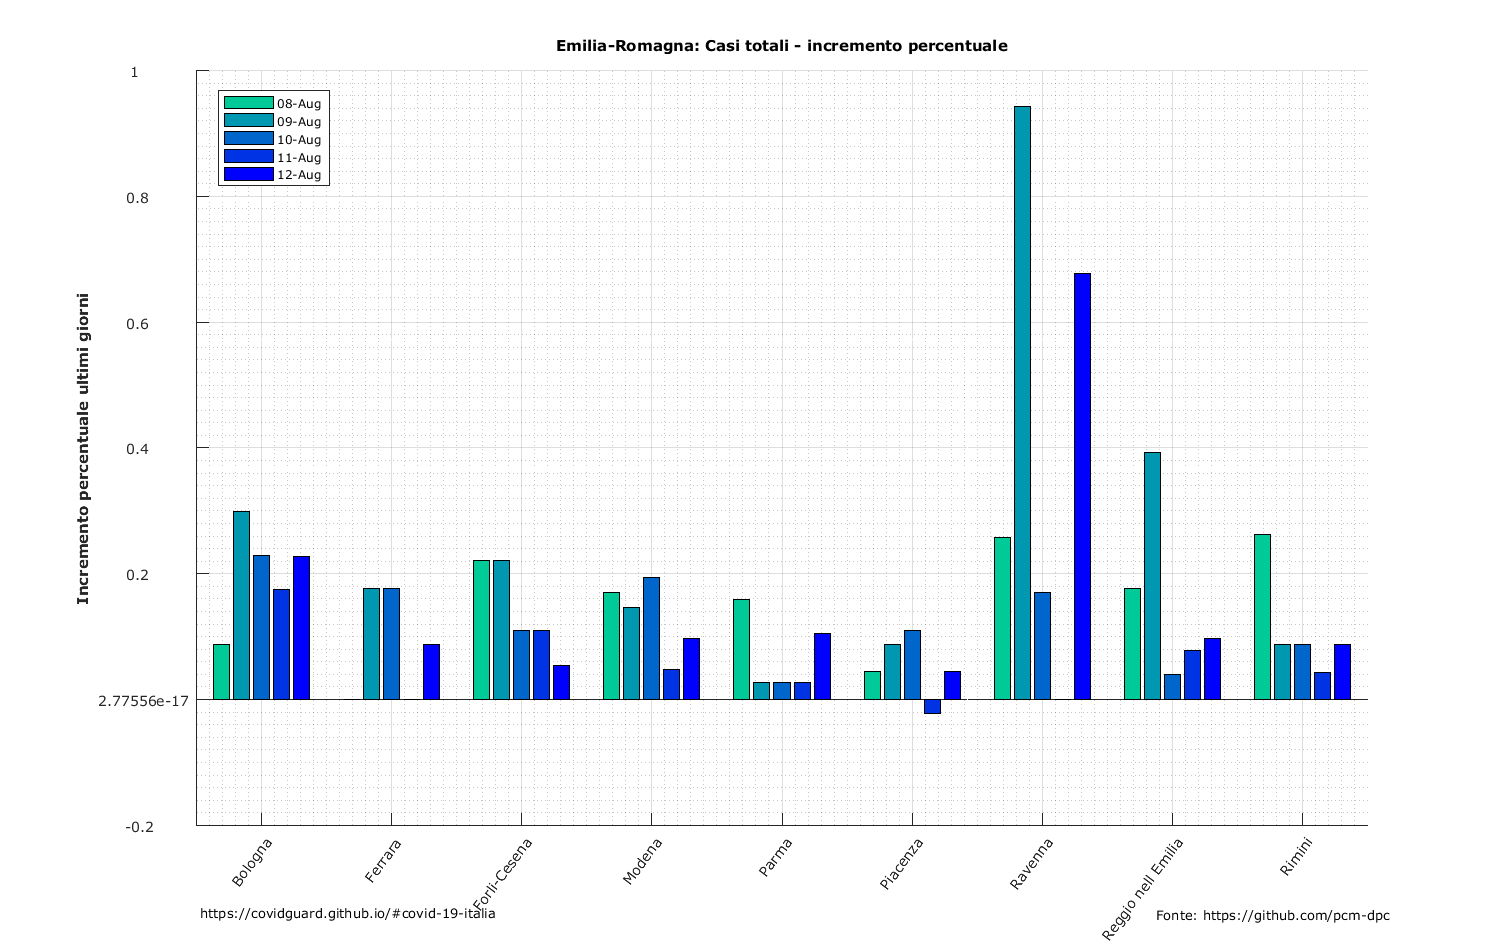 Emilia-Romagna: Casi totali - incremento percentuale
1
0.8
0.6
0.4
0.2
2.77556e-17
-0.2
Incremento percentuale ultimi giorni
08-Aug
09-Aug
10-Aug
11-Aug
12-Aug
Bologna
Ferrara
Forlì-Cesena
Modena
Parma
Piacenza
Ravenna
Reggio nell Emilia
Rimini
https://covidguard.github.io/#covid-19-italia
Fonte: https://github.com/pcm-dpc